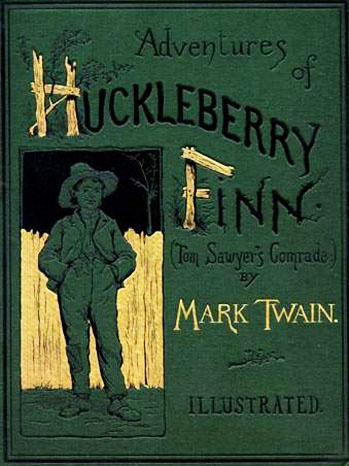 Adventures
of
HUCKLEBERRY
FINN.
(Tom Sawyer's Comrade.)
BY
MARK TWAIN.
ILLUSTRATED.